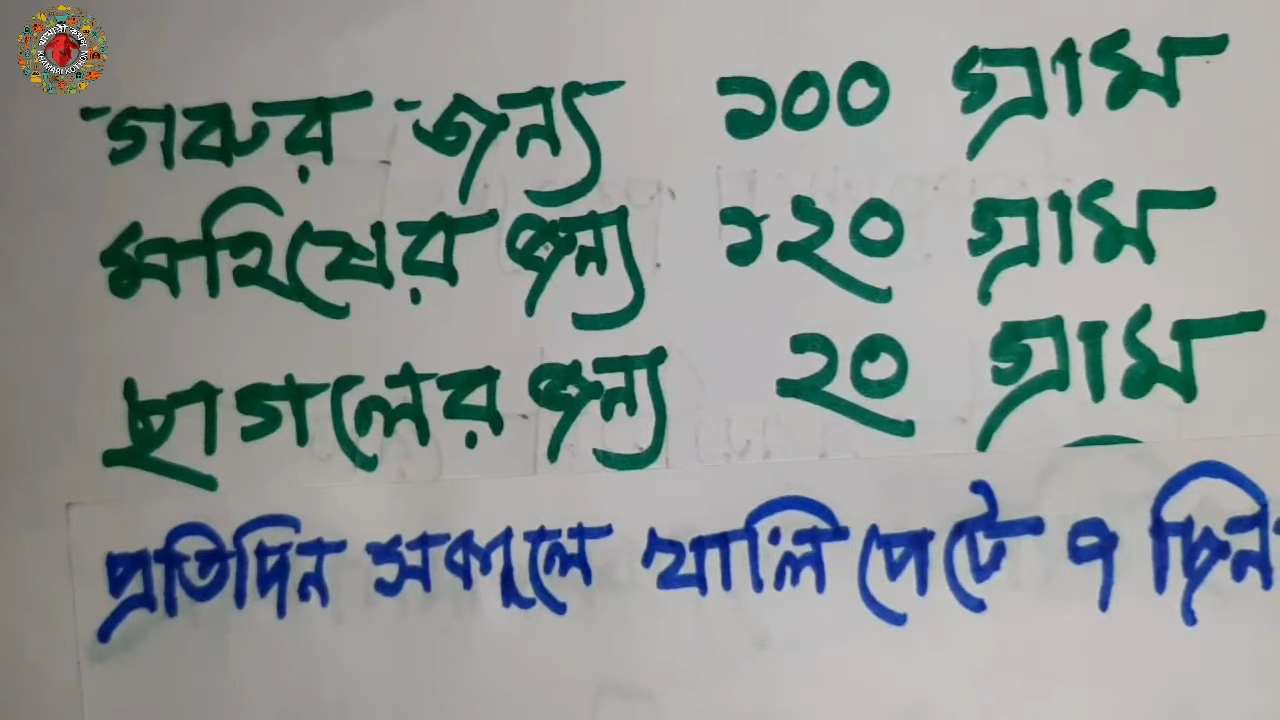 গরুর জন্য ১০০ গ্রাম
মহিষের জন্য ১২০ গ্রাম
ছাগলের জন্য ২০ গ্রাম
প্রতিদিন সকালে খালি পেটে ৭ দিন